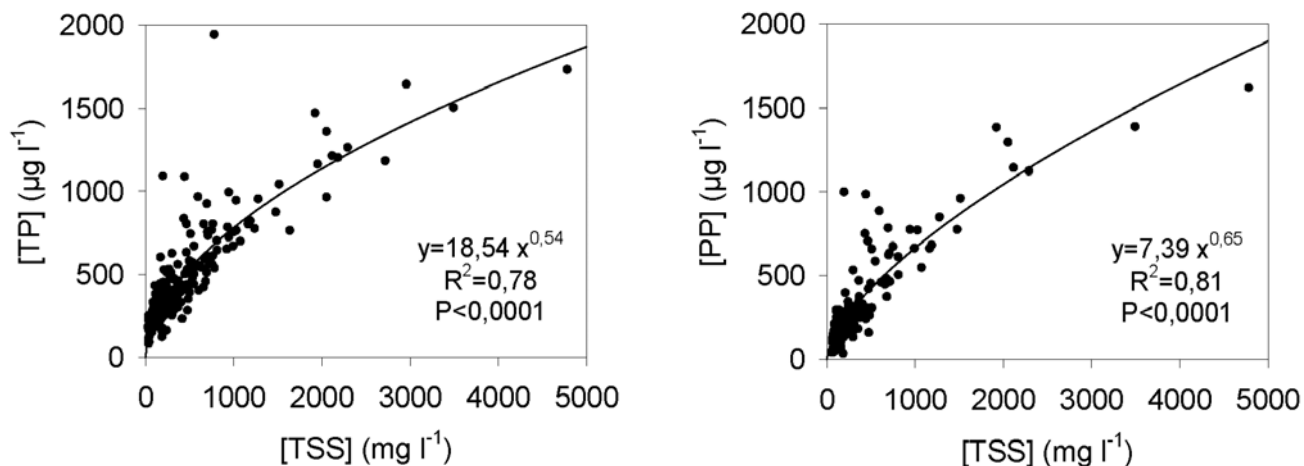 [TP] (µg l⁻¹)
2000
1500
1000
500
0
y=18,54 x^0,54
R²=0,78
P<0,0001
0 1000 2000 3000 4000 5000
[TSS] (mg l⁻¹)
[PP] (µg l⁻¹)
2000
1500
1000
500
0
y=7,39 x^0,65
R²=0,81
P<0,0001
0 1000 2000 3000 4000 5000
[TSS] (mg l⁻¹)